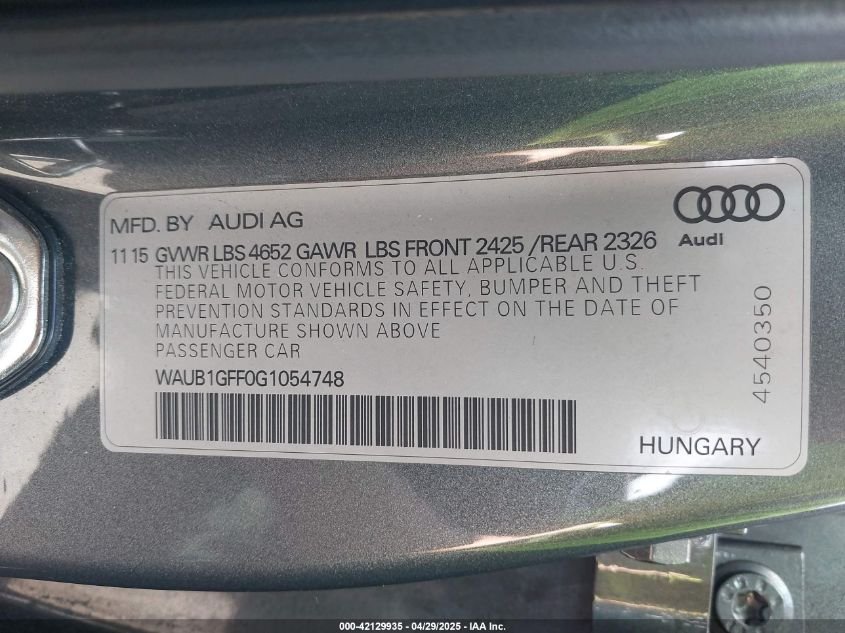 MFD. BY AUDI AG
Audi
11 15 GVWR LBS 4652 GAWR LBS FRONT 2425 /REAR 2326
THIS VEHICLE CONFORMS TO ALL APPLICABLE U.S.
FEDERAL MOTOR VEHICLE SAFETY, BUMPER AND THEFT
PREVENTION STANDARDS IN EFFECT ON THE DATE OF
MANUFACTURE SHOWN ABOVE
PASSENGER CAR
WAUB1GFF0G1054748
HUNGARY
4540350
000-42129935 - 04/29/2025 - IAA Inc.